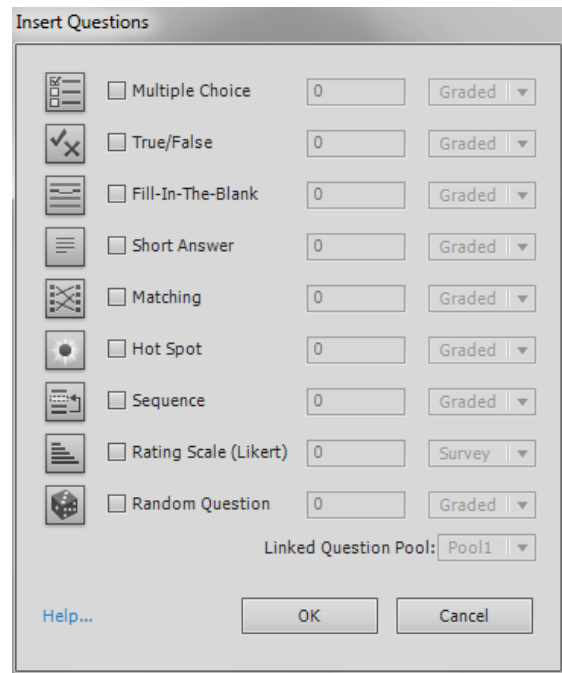 Insert Questions
Multiple Choice 0 Graded
True/False 0 Graded
Fill-In-The-Blank 0 Graded
Short Answer 0 Graded
Matching 0 Graded
Hot Spot 0 Graded
Sequence 0 Graded
Rating Scale (Likert) 0 Survey
Random Question 0 Graded
Linked Question Pool: Pool1
Help... OK Cancel